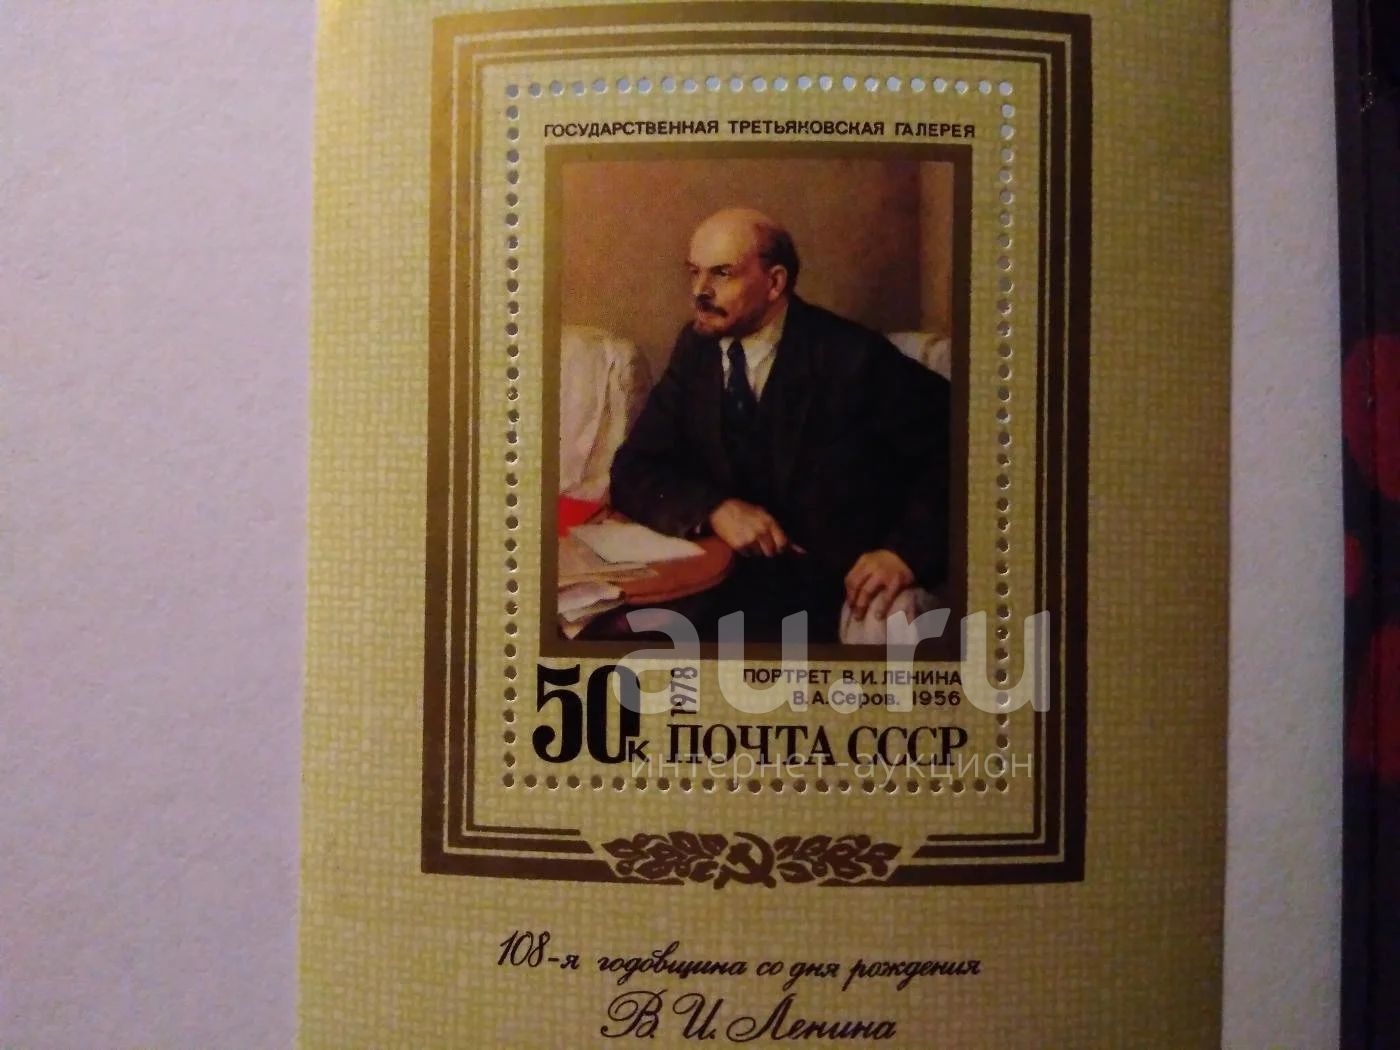 ГОСУДАРСТВЕННАЯ ТРЕТЬЯКОВСКАЯ ГАЛЕРЕЯ
50к
1978
ПОРТРЕТ В.И.ЛЕНИНА
В.А.Серов. 1956
ПОЧТА СССР
au.ru
интернет-аукцион
108-я годовщина со дня рождения
В. И. Ленина